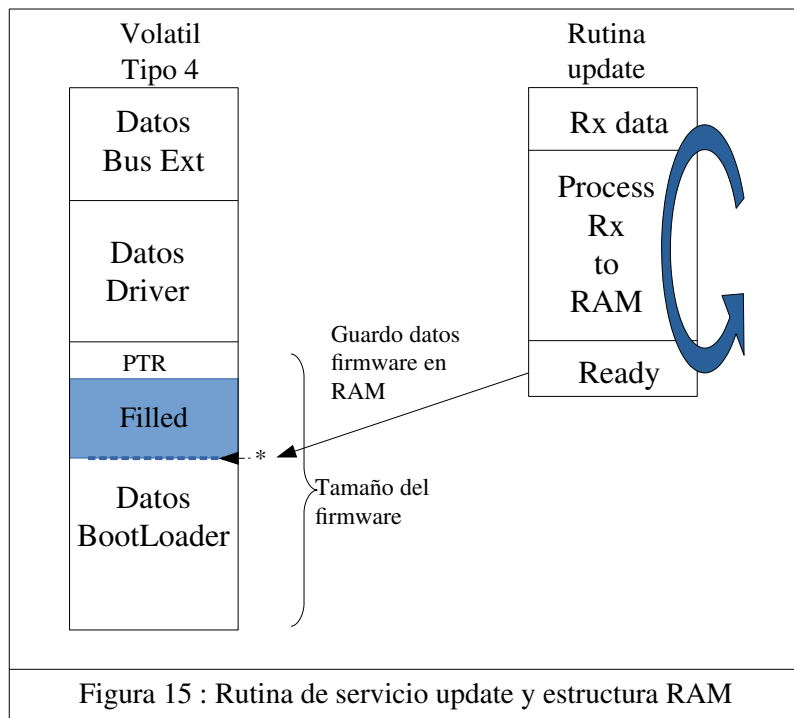 Volatil
Tipo 4
Datos
Bus Ext
Datos
Driver
PTR
Filled
*
Datos
BootLoader
Guardo datos
firmware en
RAM
Tamaño del
firmware
Rutina
update
Rx data
Process
Rx
to
RAM
Ready
Figura 15 : Rutina de servicio update y estructura RAM